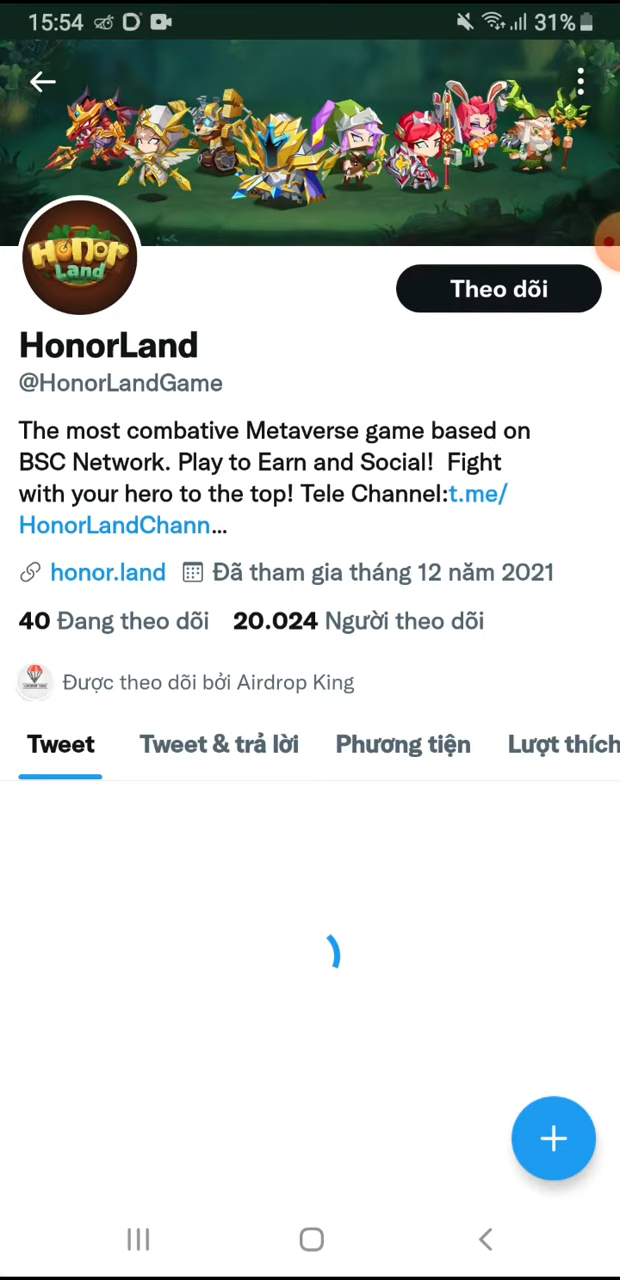 15:54
31%
HONOR
Land
Theo dõi
HonorLand
@HonorLandGame
The most combative Metaverse game based on
BSC Network. Play to Earn and Social! Fight
with your hero to the top! Tele Channel:t.me/
HonorLandChann...
honor.land Đã tham gia tháng 12 năm 2021
40 Đang theo dõi 20.024 Người theo dõi
Được theo dõi bởi Airdrop King
Tweet Tweet & trả lời Phương tiện Lượt thích